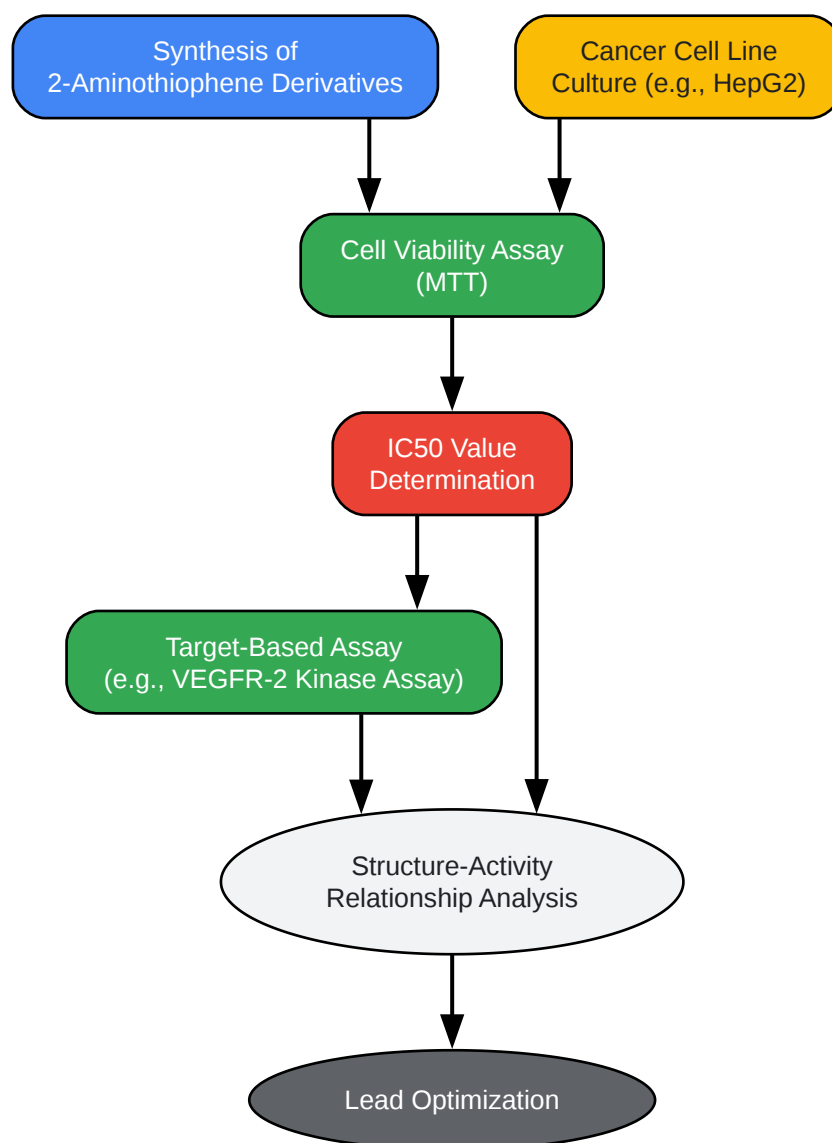 Synthesis of
2-Aminothiophene Derivatives
Cancer Cell Line
Culture (e.g., HepG2)
Cell Viability Assay
(MTT)
IC50 Value
Determination
Target-Based Assay
(e.g., VEGFR-2 Kinase Assay)
Structure-Activity
Relationship Analysis
Lead Optimization